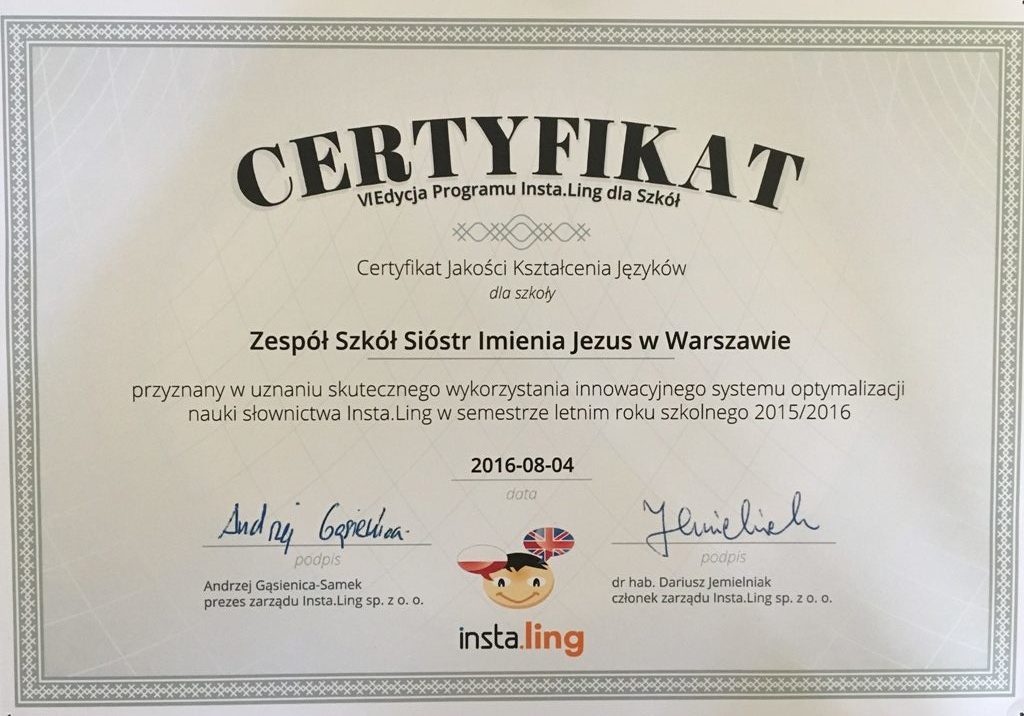 CERTYFIKAT
VI Edycja Programu Insta.Ling dla Szkół
Certyfikat Jakości Kształcenia Języków
dla szkoły
Zespół Szkół Sióstr Imienia Jezus w Warszawie
przyznany w uznaniu skutecznego wykorzystania innowacyjnego systemu optymalizacji
nauki słownictwa Insta.Ling w semestrze letnim roku szkolnego 2015/2016
2016-08-04
data
Andrzej Gąsienica
podpis
Andrzej Gąsienica-Samek
prezes zarządu Insta.Ling sp. z o. o.
JEmielniak
podpis
dr hab. Dariusz Jemielniak
członek zarządu Insta.Ling sp. z o. o.
insta.ling